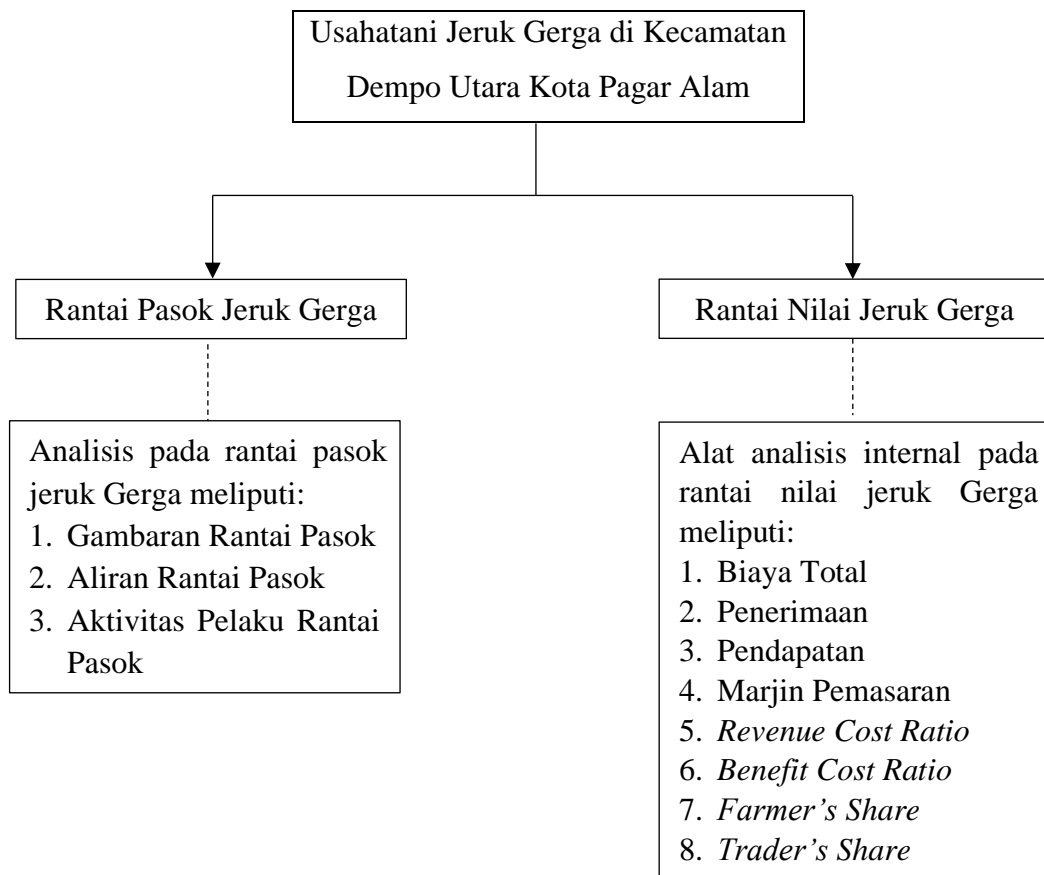 Usahatani Jeruk Gerga di Kecamatan
Dempo Utara Kota Pagar Alam
Rantai Pasok Jeruk Gerga
Rantai Nilai Jeruk Gerga
Analisis pada rantai pasok
jeruk Gerga meliputi:
1. Gambaran Rantai Pasok
2. Aliran Rantai Pasok
3. Aktivitas Pelaku Rantai
Pasok
Alat analisis internal pada
rantai nilai jeruk Gerga
meliputi:
1. Biaya Total
2. Penerimaan
3. Pendapatan
4. Marjin Pemasaran
5. Revenue Cost Ratio
6. Benefit Cost Ratio
7. Farmer’s Share
8. Trader’s Share